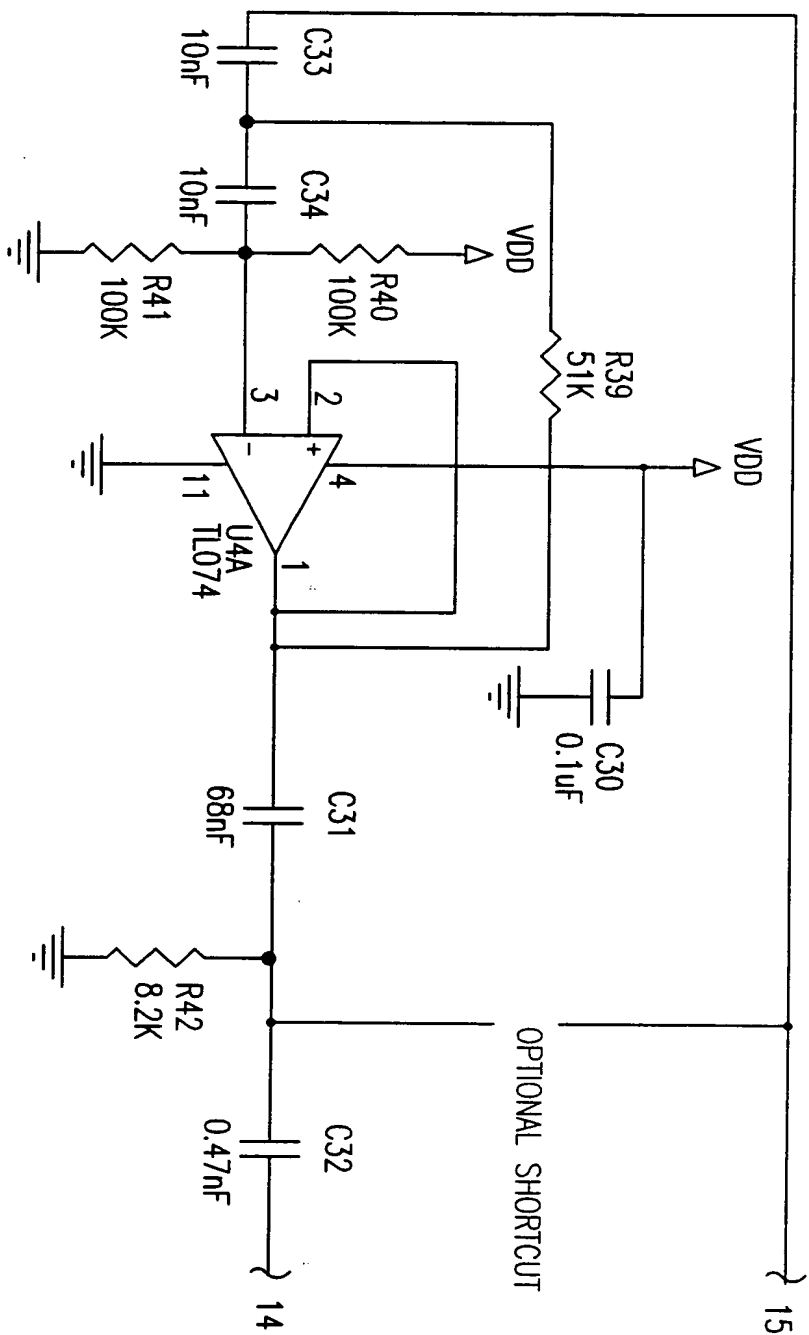 15
14
OPTIONAL SHORTCUT
C33
10nF
C34
10nF
VDD
R40
100K
R41
100K
R39
51K
VDD
2
+
3
-
4
11
1
U4A
TL074
C30
0.1uF
C31
68nF
R42
8.2K
C32
0.47nF